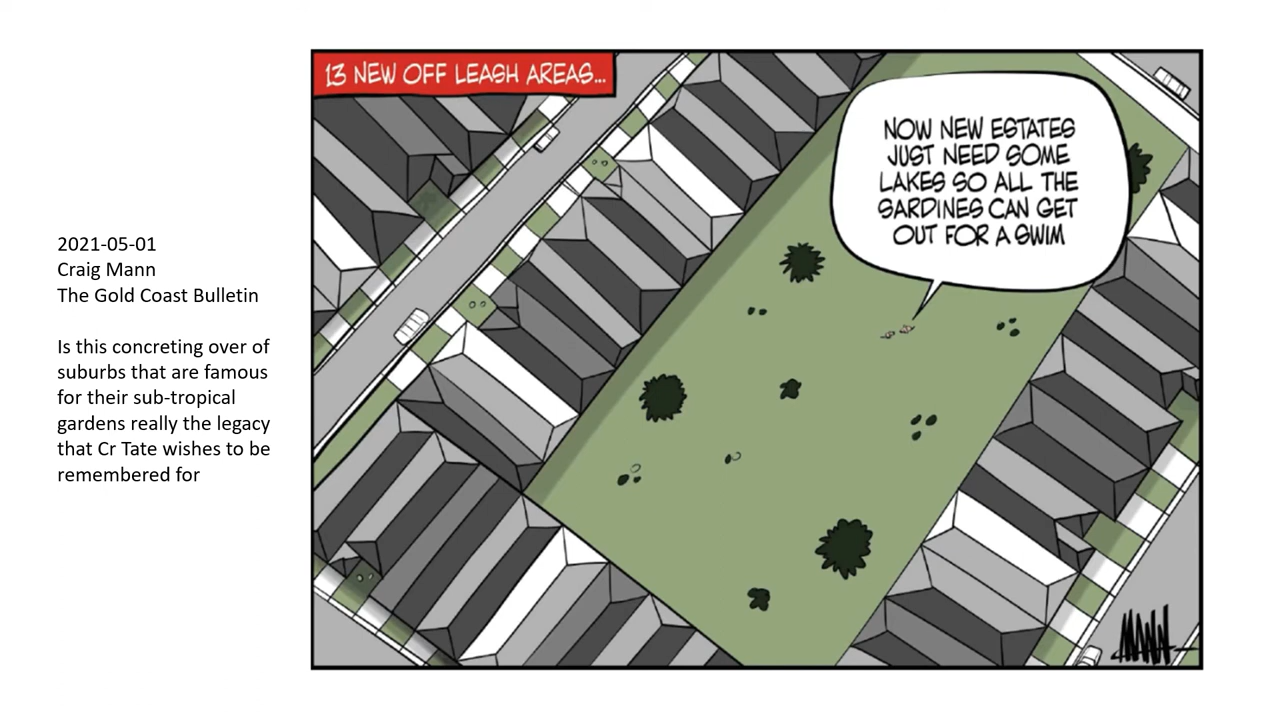 2021-05-01
Craig Mann
The Gold Coast Bulletin
Is this concreting over of
suburbs that are famous
for their sub-tropical
gardens really the legacy
that Cr Tate wishes to be
remembered for
13 NEW OFF LEASH AREAS...
NOW NEW ESTATES
JUST NEED SOME
LAKES SO ALL THE
SARDINES CAN GET
OUT FOR A SWIM
MANN